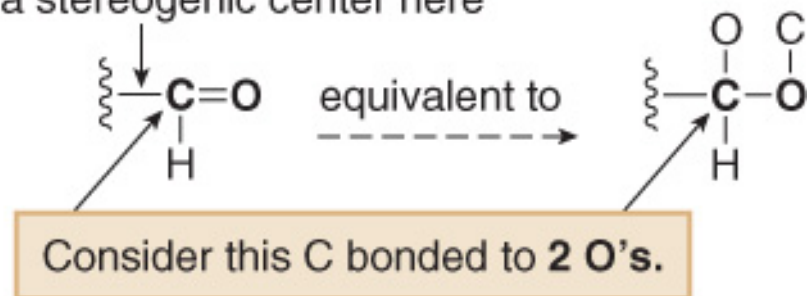 a stereogenic center here
O C
C=O equivalent to C–O
H H
Consider this C bonded to 2 O's.